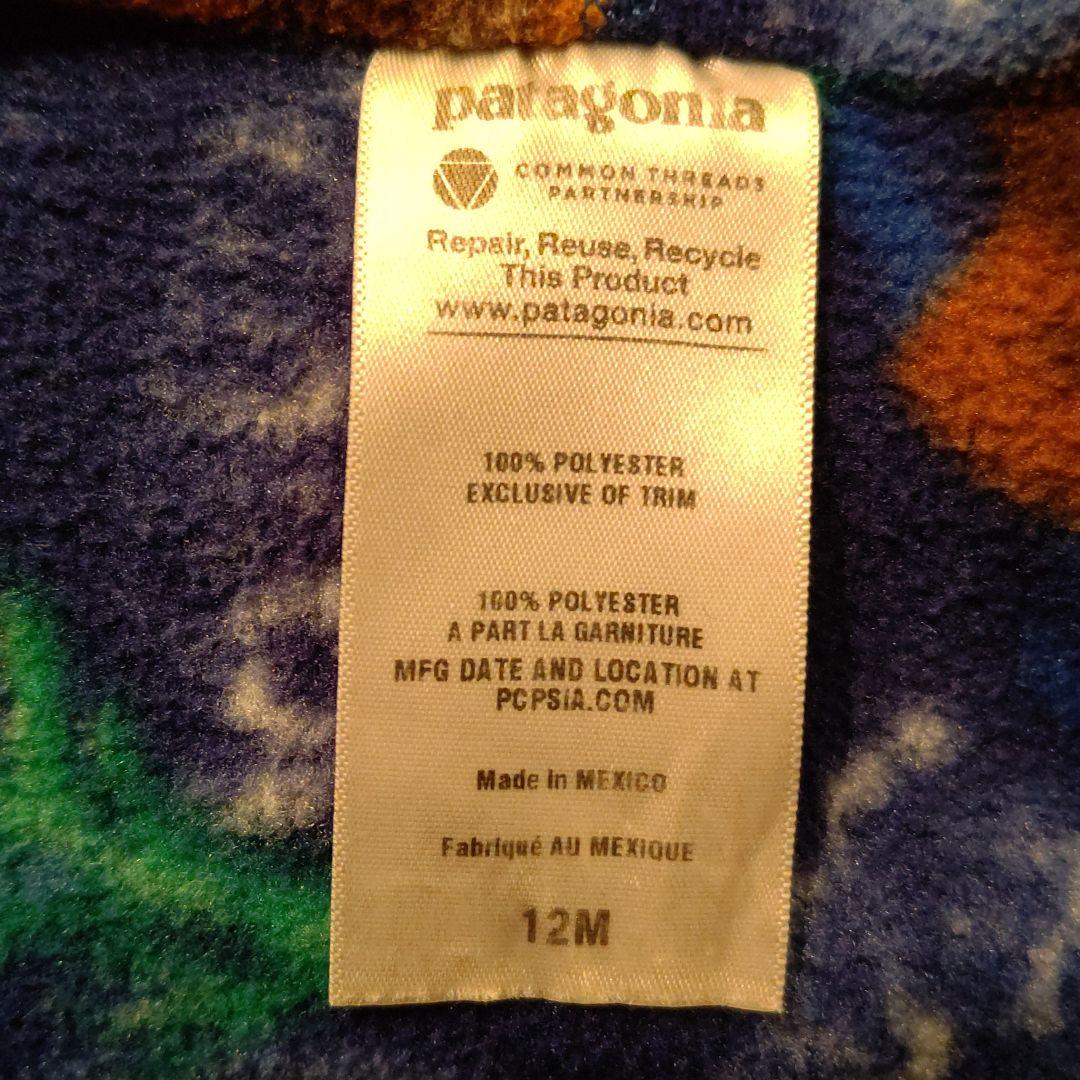 patagonia
COMMON THREADS
PARTNERSHIP
Repair, Reuse, Recycle
This Product
www.patagonia.com
100% POLYESTER
EXCLUSIVE OF TRIM
100% POLYESTER
A PART LA GARNITURE
MFG DATE AND LOCATION AT
PCPSIA.COM
Made in MEXICO
Fabriqué AU MEXIQUE
12M